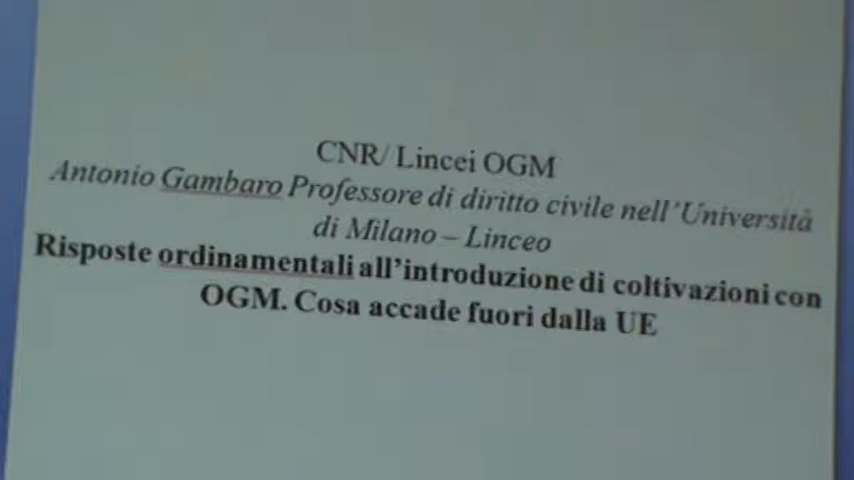 CNR/ Lincei OGM
Antonio Gambaro Professore di diritto civile nell'Università
di Milano – Linceo
Risposte ordinamentali all'introduzione di coltivazioni con
OGM. Cosa accade fuori dalla UE